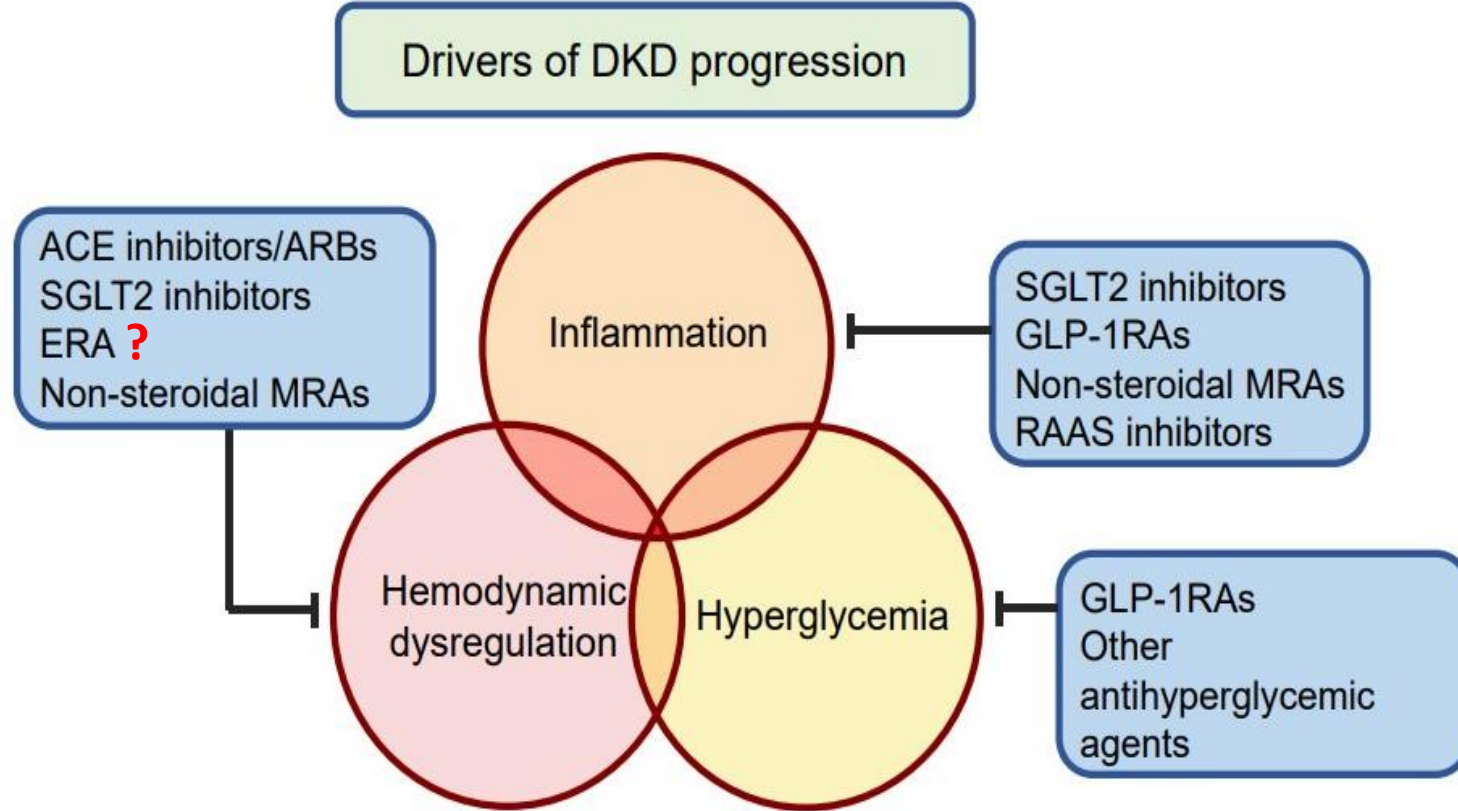 Drivers of DKD progression
ACE inhibitors/ARBs
SGLT2 inhibitors
ERA ?
Non-steroidal MRAs
Inflammation
SGLT2 inhibitors
GLP-1RAs
Non-steroidal MRAs
RAAS inhibitors
Hemodynamic
dysregulation
Hyperglycemia
GLP-1RAs
Other
antihyperglycemic
agents